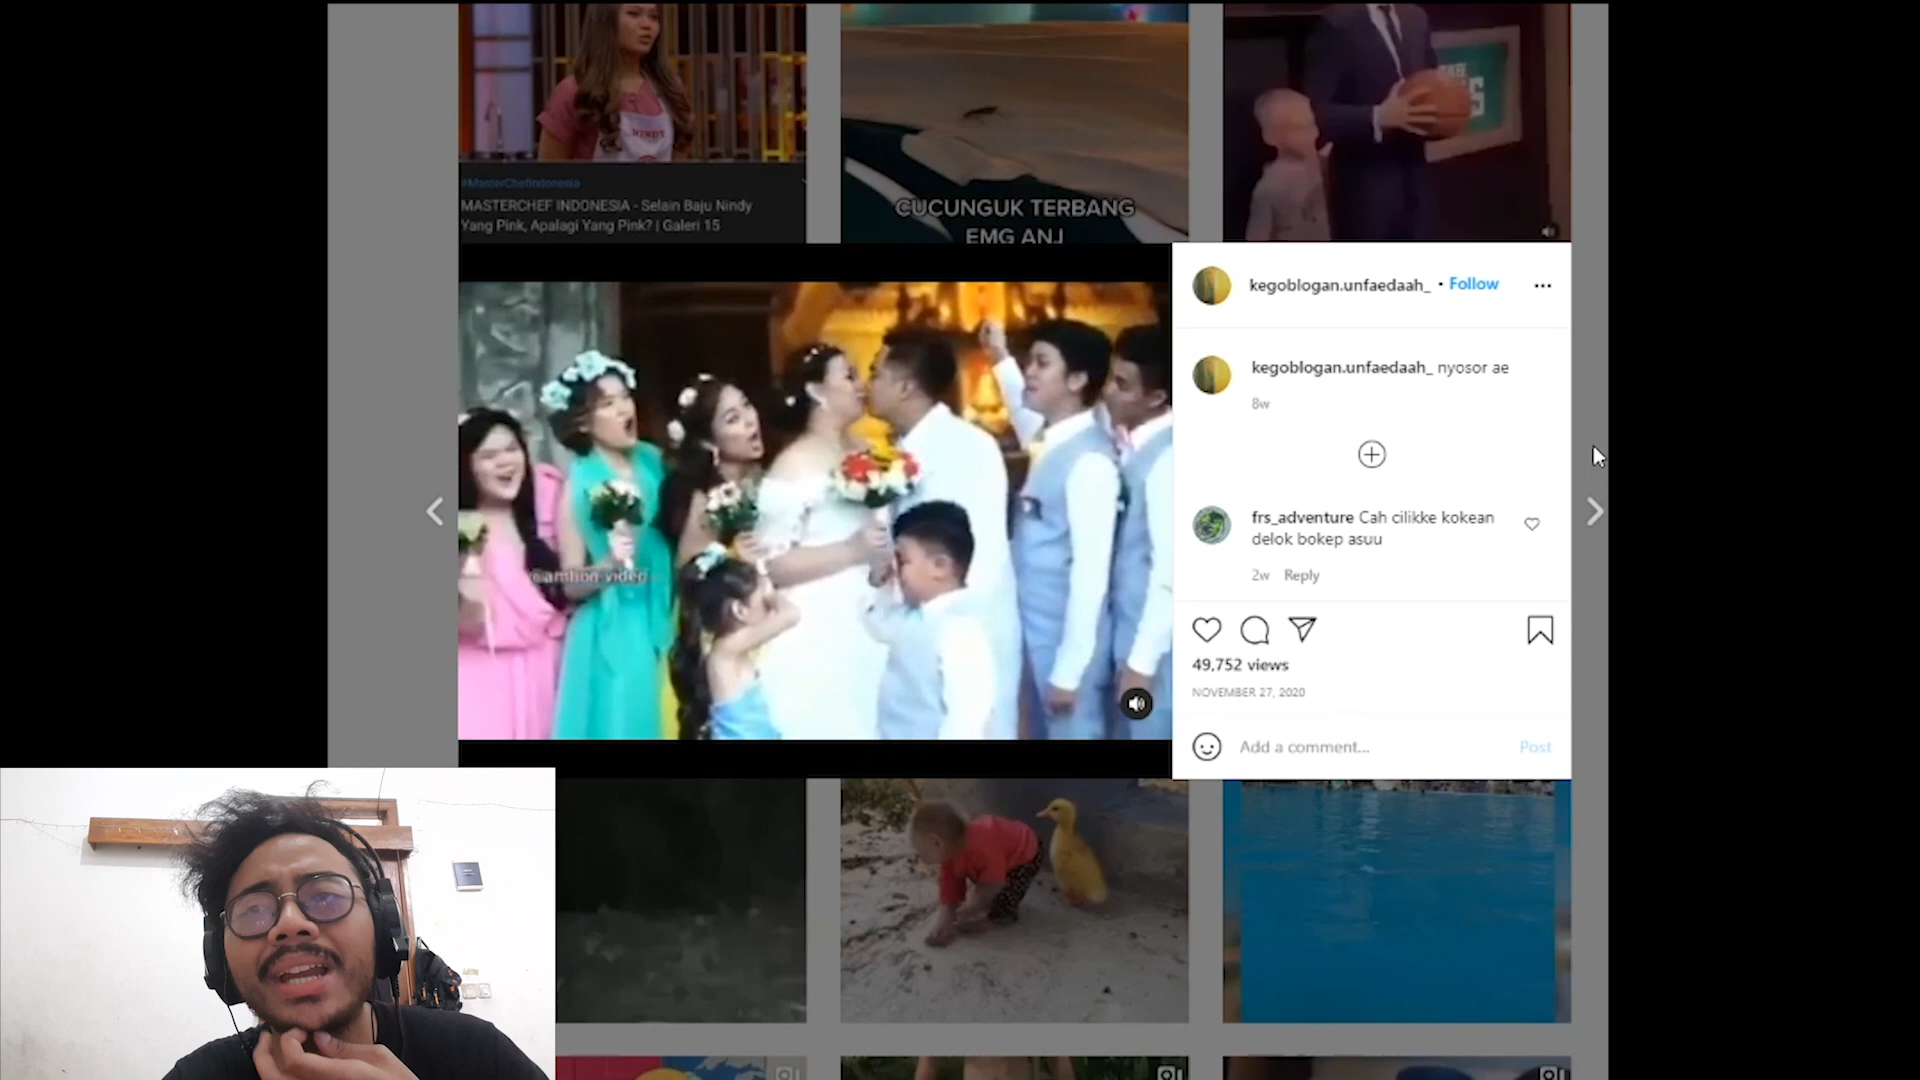 NINDY
#MasterChefIndonesia
MASTERCHEF INDONESIA - Selain Baju Nindy
Yang Pink, Apalagi Yang Pink? | Galeri 15
CUCUNGUK TERBANG
EMG ANJ
kegoblogan.unfaedaah_ • Follow
kegoblogan.unfaedaah_ nyosor ae
8w
frs_adventure Cah cilikke kokean
delok bokep asuu
2w Reply
49,752 views
NOVEMBER 27, 2020
Add a comment... Post